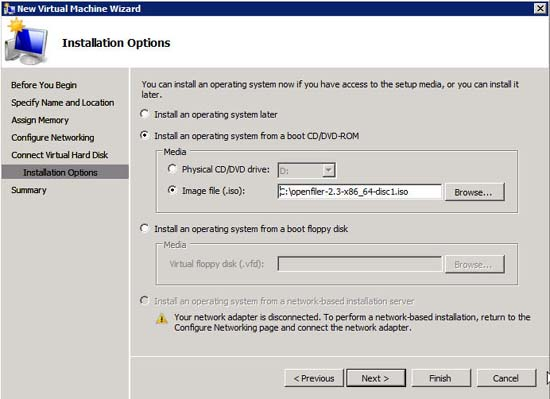 New Virtual Machine Wizard
Installation Options
Before You Begin
Specify Name and Location
Assign Memory
Configure Networking
Connect Virtual Hard Disk
Installation Options
Summary
You can install an operating system now if you have access to the setup media, or you can install it
later.
Install an operating system later
Install an operating system from a boot CD/DVD-ROM
Media
Physical CD/DVD drive:
D:
Image file (.iso):
C:\openfiler-2.3-x86_64-disc1.iso
Browse...
Install an operating system from a boot floppy disk
Media
Virtual floppy disk (.vfd):
Browse...
Install an operating system from a network-based installation server
Your network adapter is disconnected. To perform a network-based installation, return to the
Configure Networking page and connect the network adapter.
< Previous
Next >
Finish
Cancel